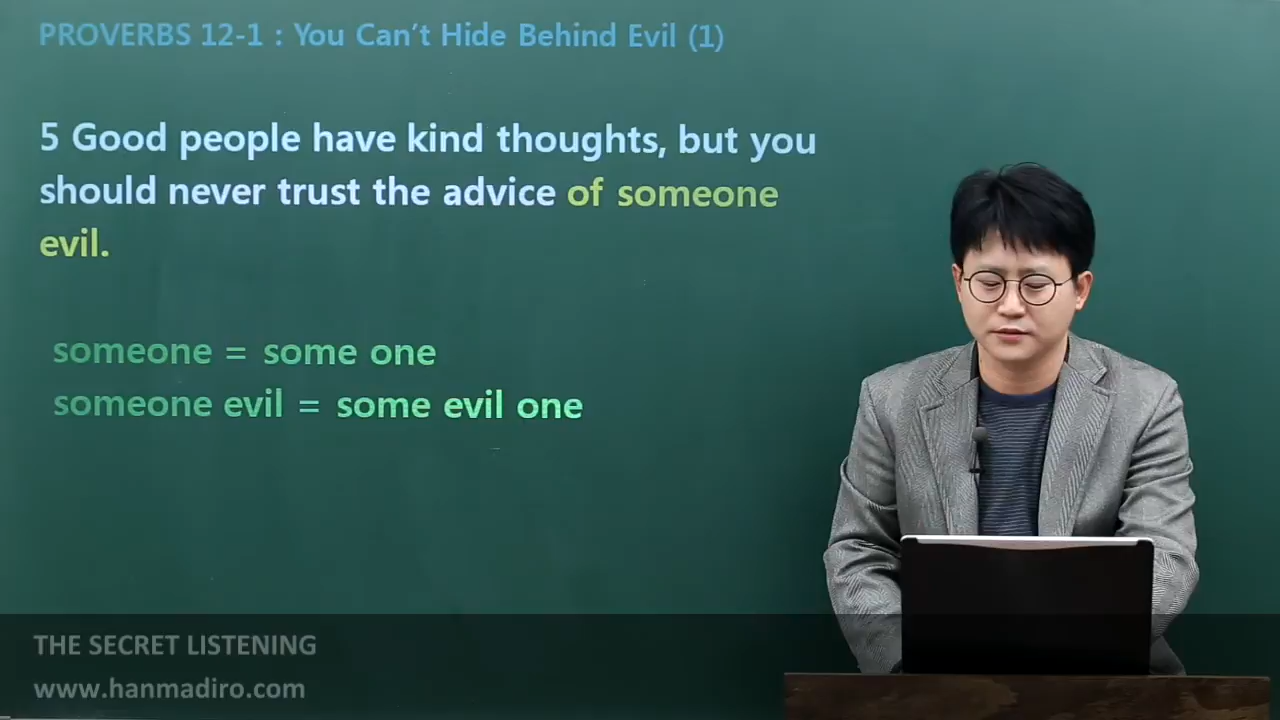 PROVERBS 12-1 : You Can't Hide Behind Evil (1)
5 Good people have kind thoughts, but you
should never trust the advice of someone
evil.
someone = some one
someone evil = some evil one
THE SECRET LISTENING
www.hanmadiro.com